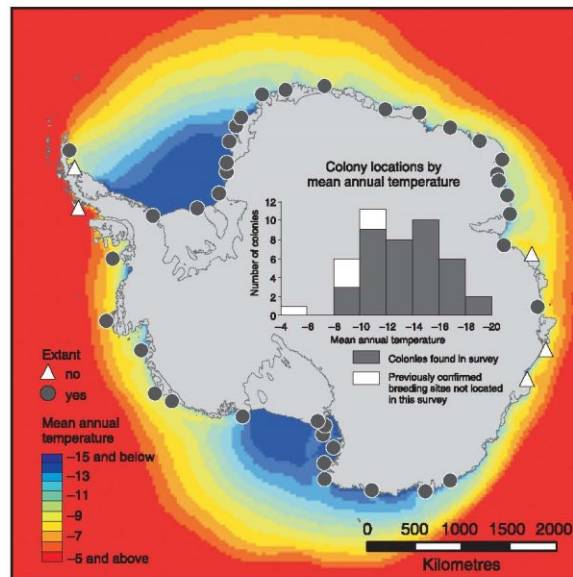 Colony locations by
mean annual temperature
Number of colonies
12
10
8
6
4
2
0
–4
–6
–8
–10
–12
–14
–16
–18
–20
Mean annual temperature
Colonies found in survey
Previously confirmed
breeding sites not located
in this survey
Extant
no
yes
Mean annual
temperature
–15 and below
–13
–11
–9
–7
–5 and above
0 500 1000 1500 2000
Kilometres